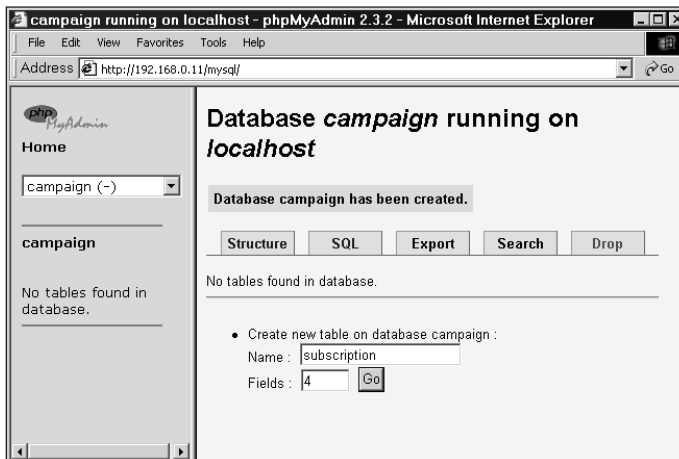 campaign running on localhost - phpMyAdmin 2.3.2 - Microsoft Internet Explorer
File Edit View Favorites Tools Help
Address http://192.168.0.11/mysql/ Go
php
MyAdmin
Home
campaign (-)
campaign
No tables found in
database.
Database campaign running on
localhost
Database campaign has been created.
Structure SQL Export Search Drop
No tables found in database.
• Create new table on database campaign :
Name : subscription
Fields : 4 Go